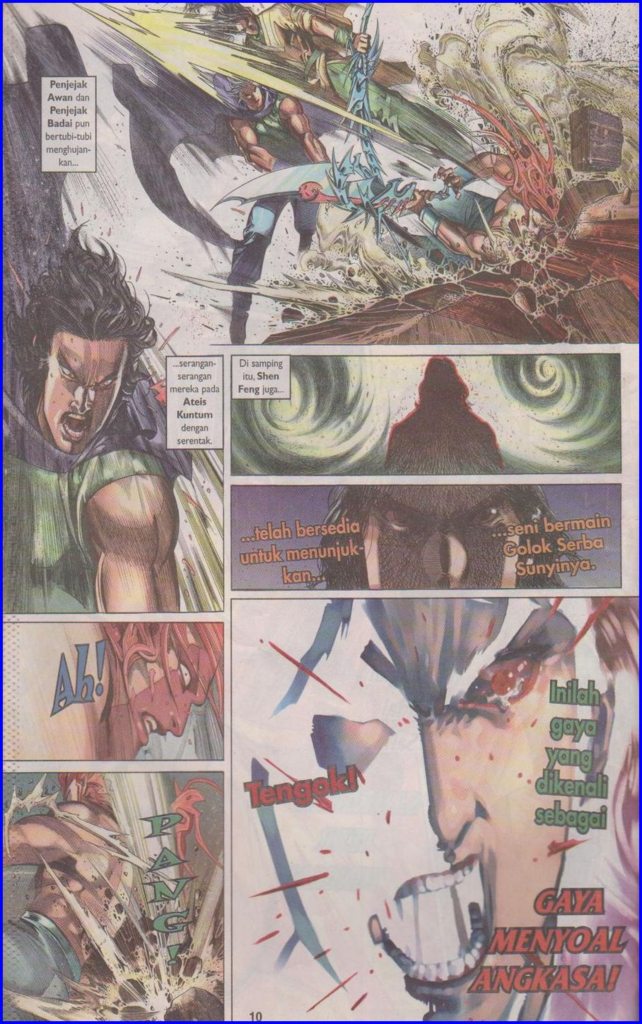 Penjejak
Awan dan
Penjejak
Badai pun
bertubi-tubi
menghujan-
kan...
...serangan-
serangan
mereka pada
Ateis
Kuntum
dengan
serentak.
Di samping
itu, Shen
Feng juga...
...telah bersedia
untuk menunjuk-
kan...
...seni bermain
Golok Serba
Sunyinya.
Ah!
PANG!
Tengok!
Inilah
gaya
yang
dikenali
sebagai
GAYA
MENYOAL
ANGKASA!
10